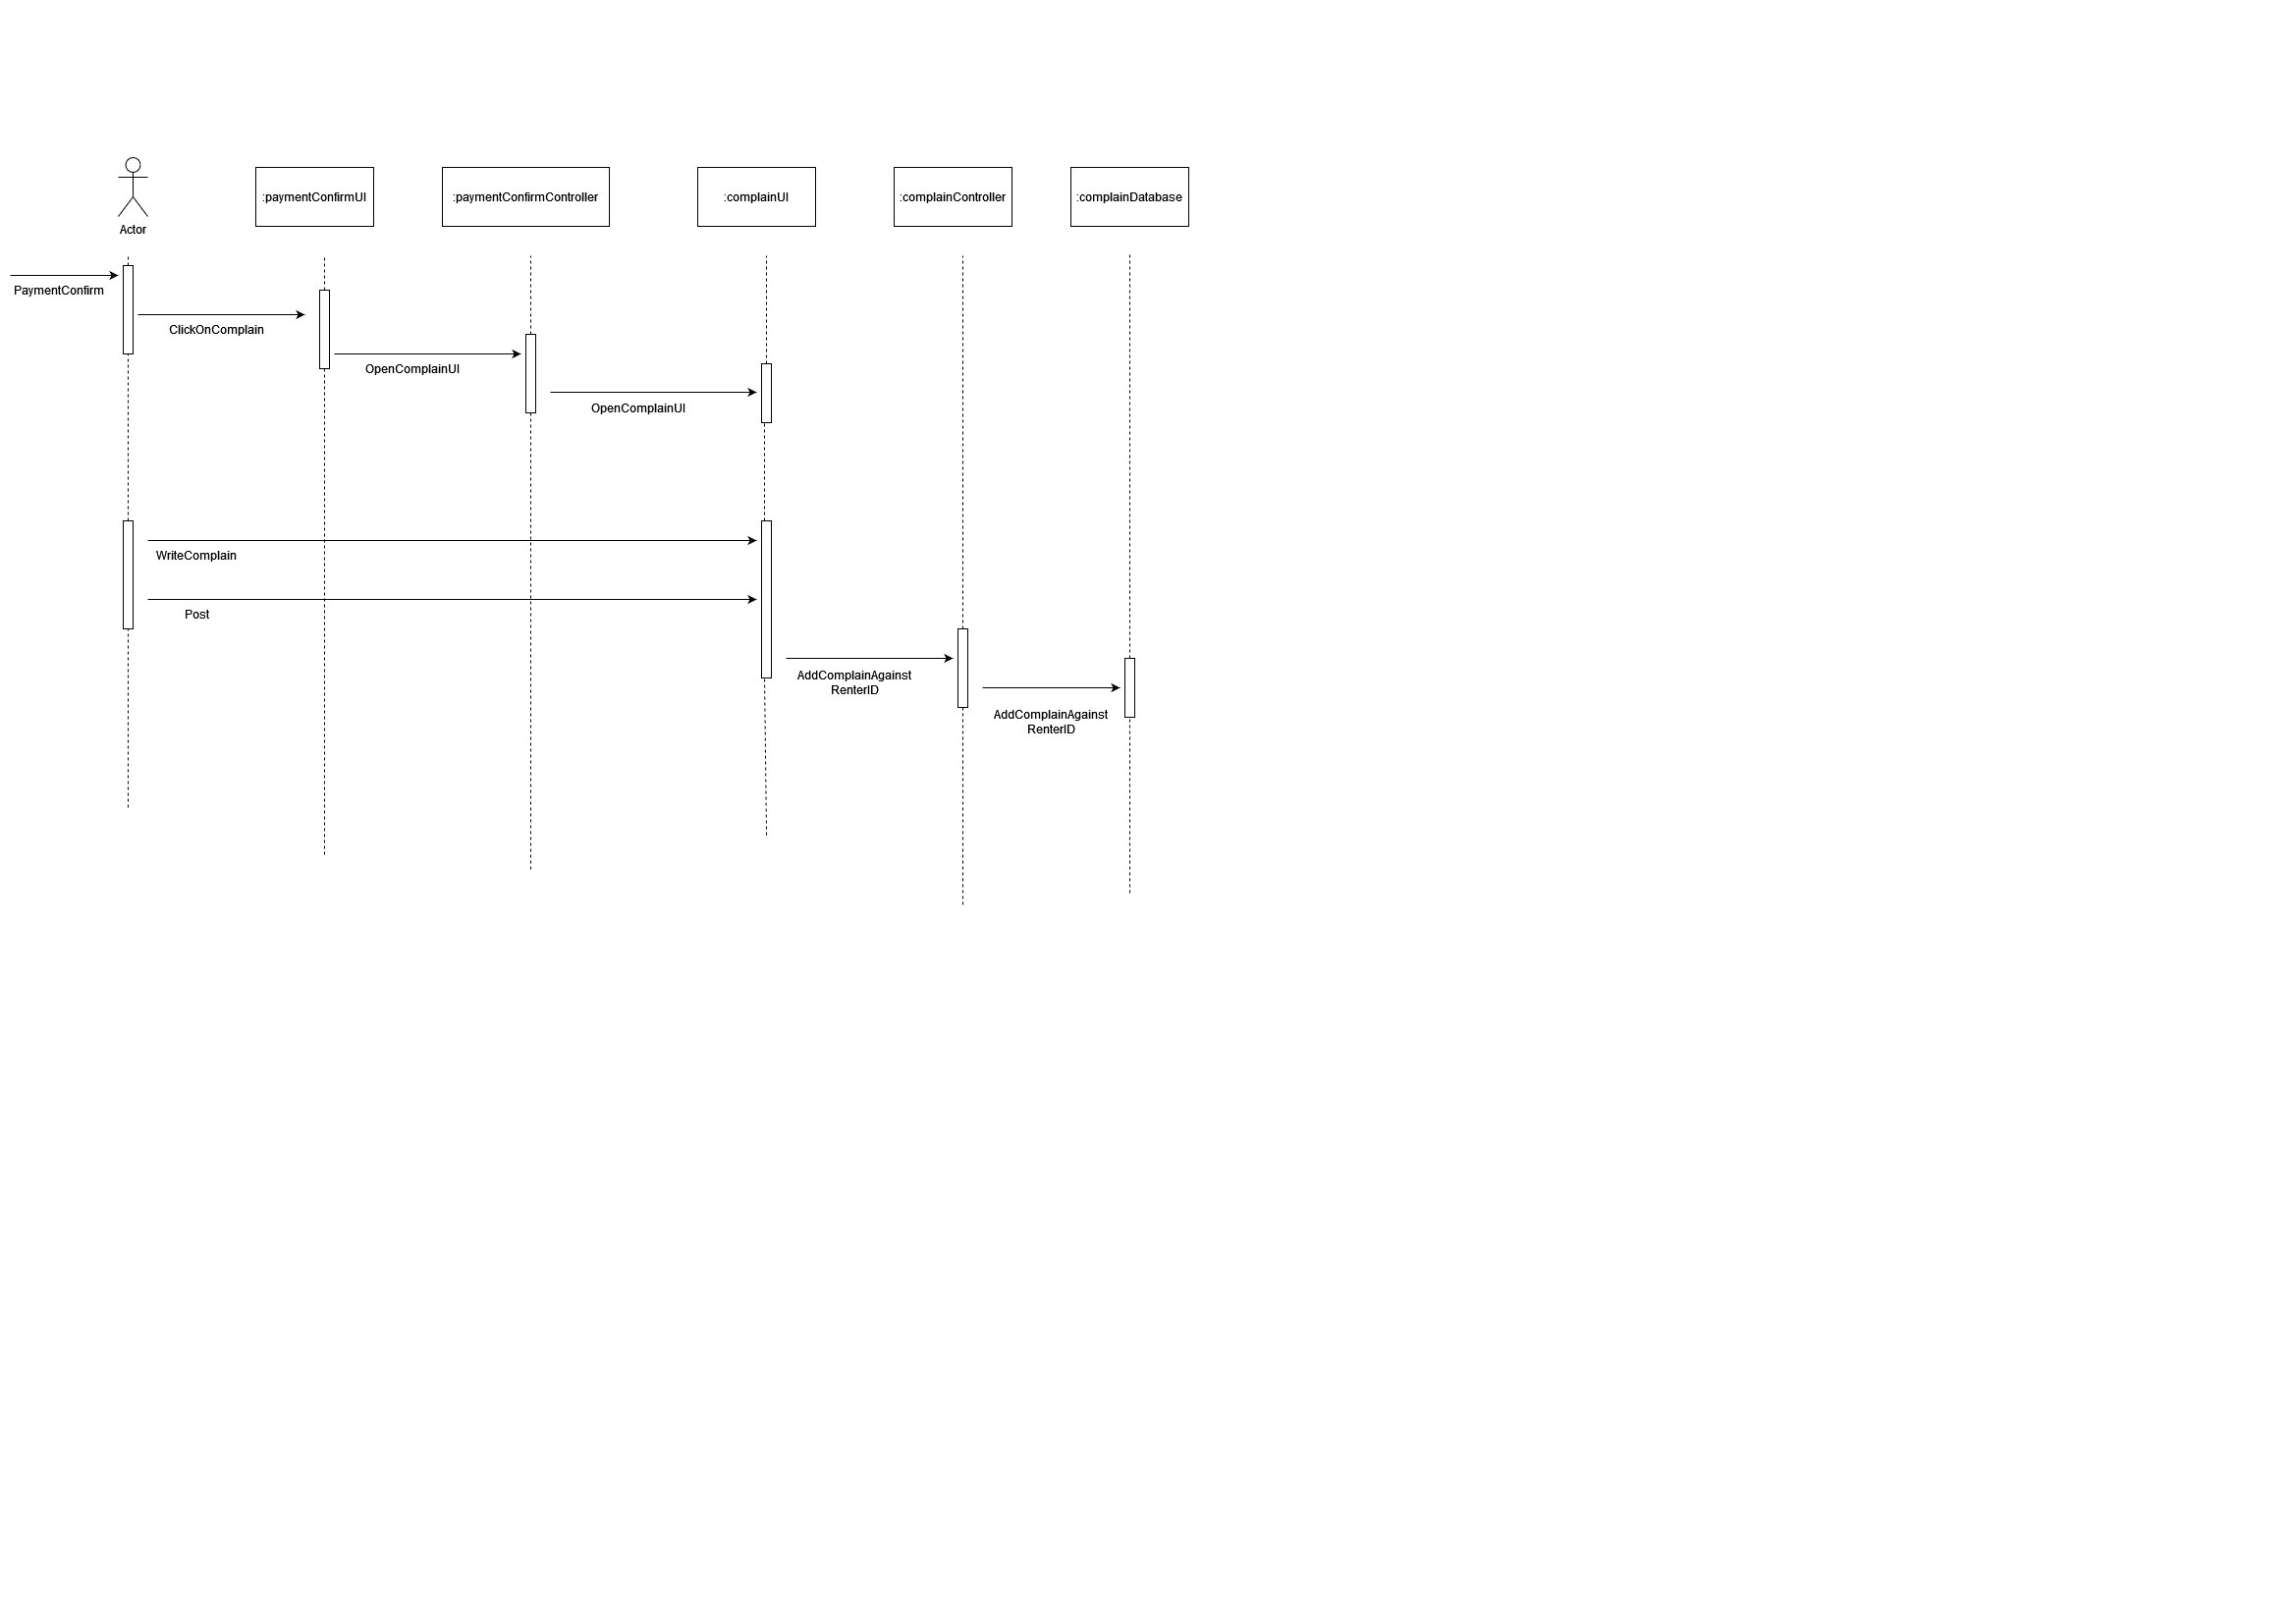 Actor
:paymentConfirmUI
:paymentConfirmController
:complainUI
:complainController
:complainDatabase
PaymentConfirm
ClickOnComplain
OpenComplainUI
OpenComplainUI
WriteComplain
Post
AddComplainAgainst
RenterID
AddComplainAgainst
RenterID